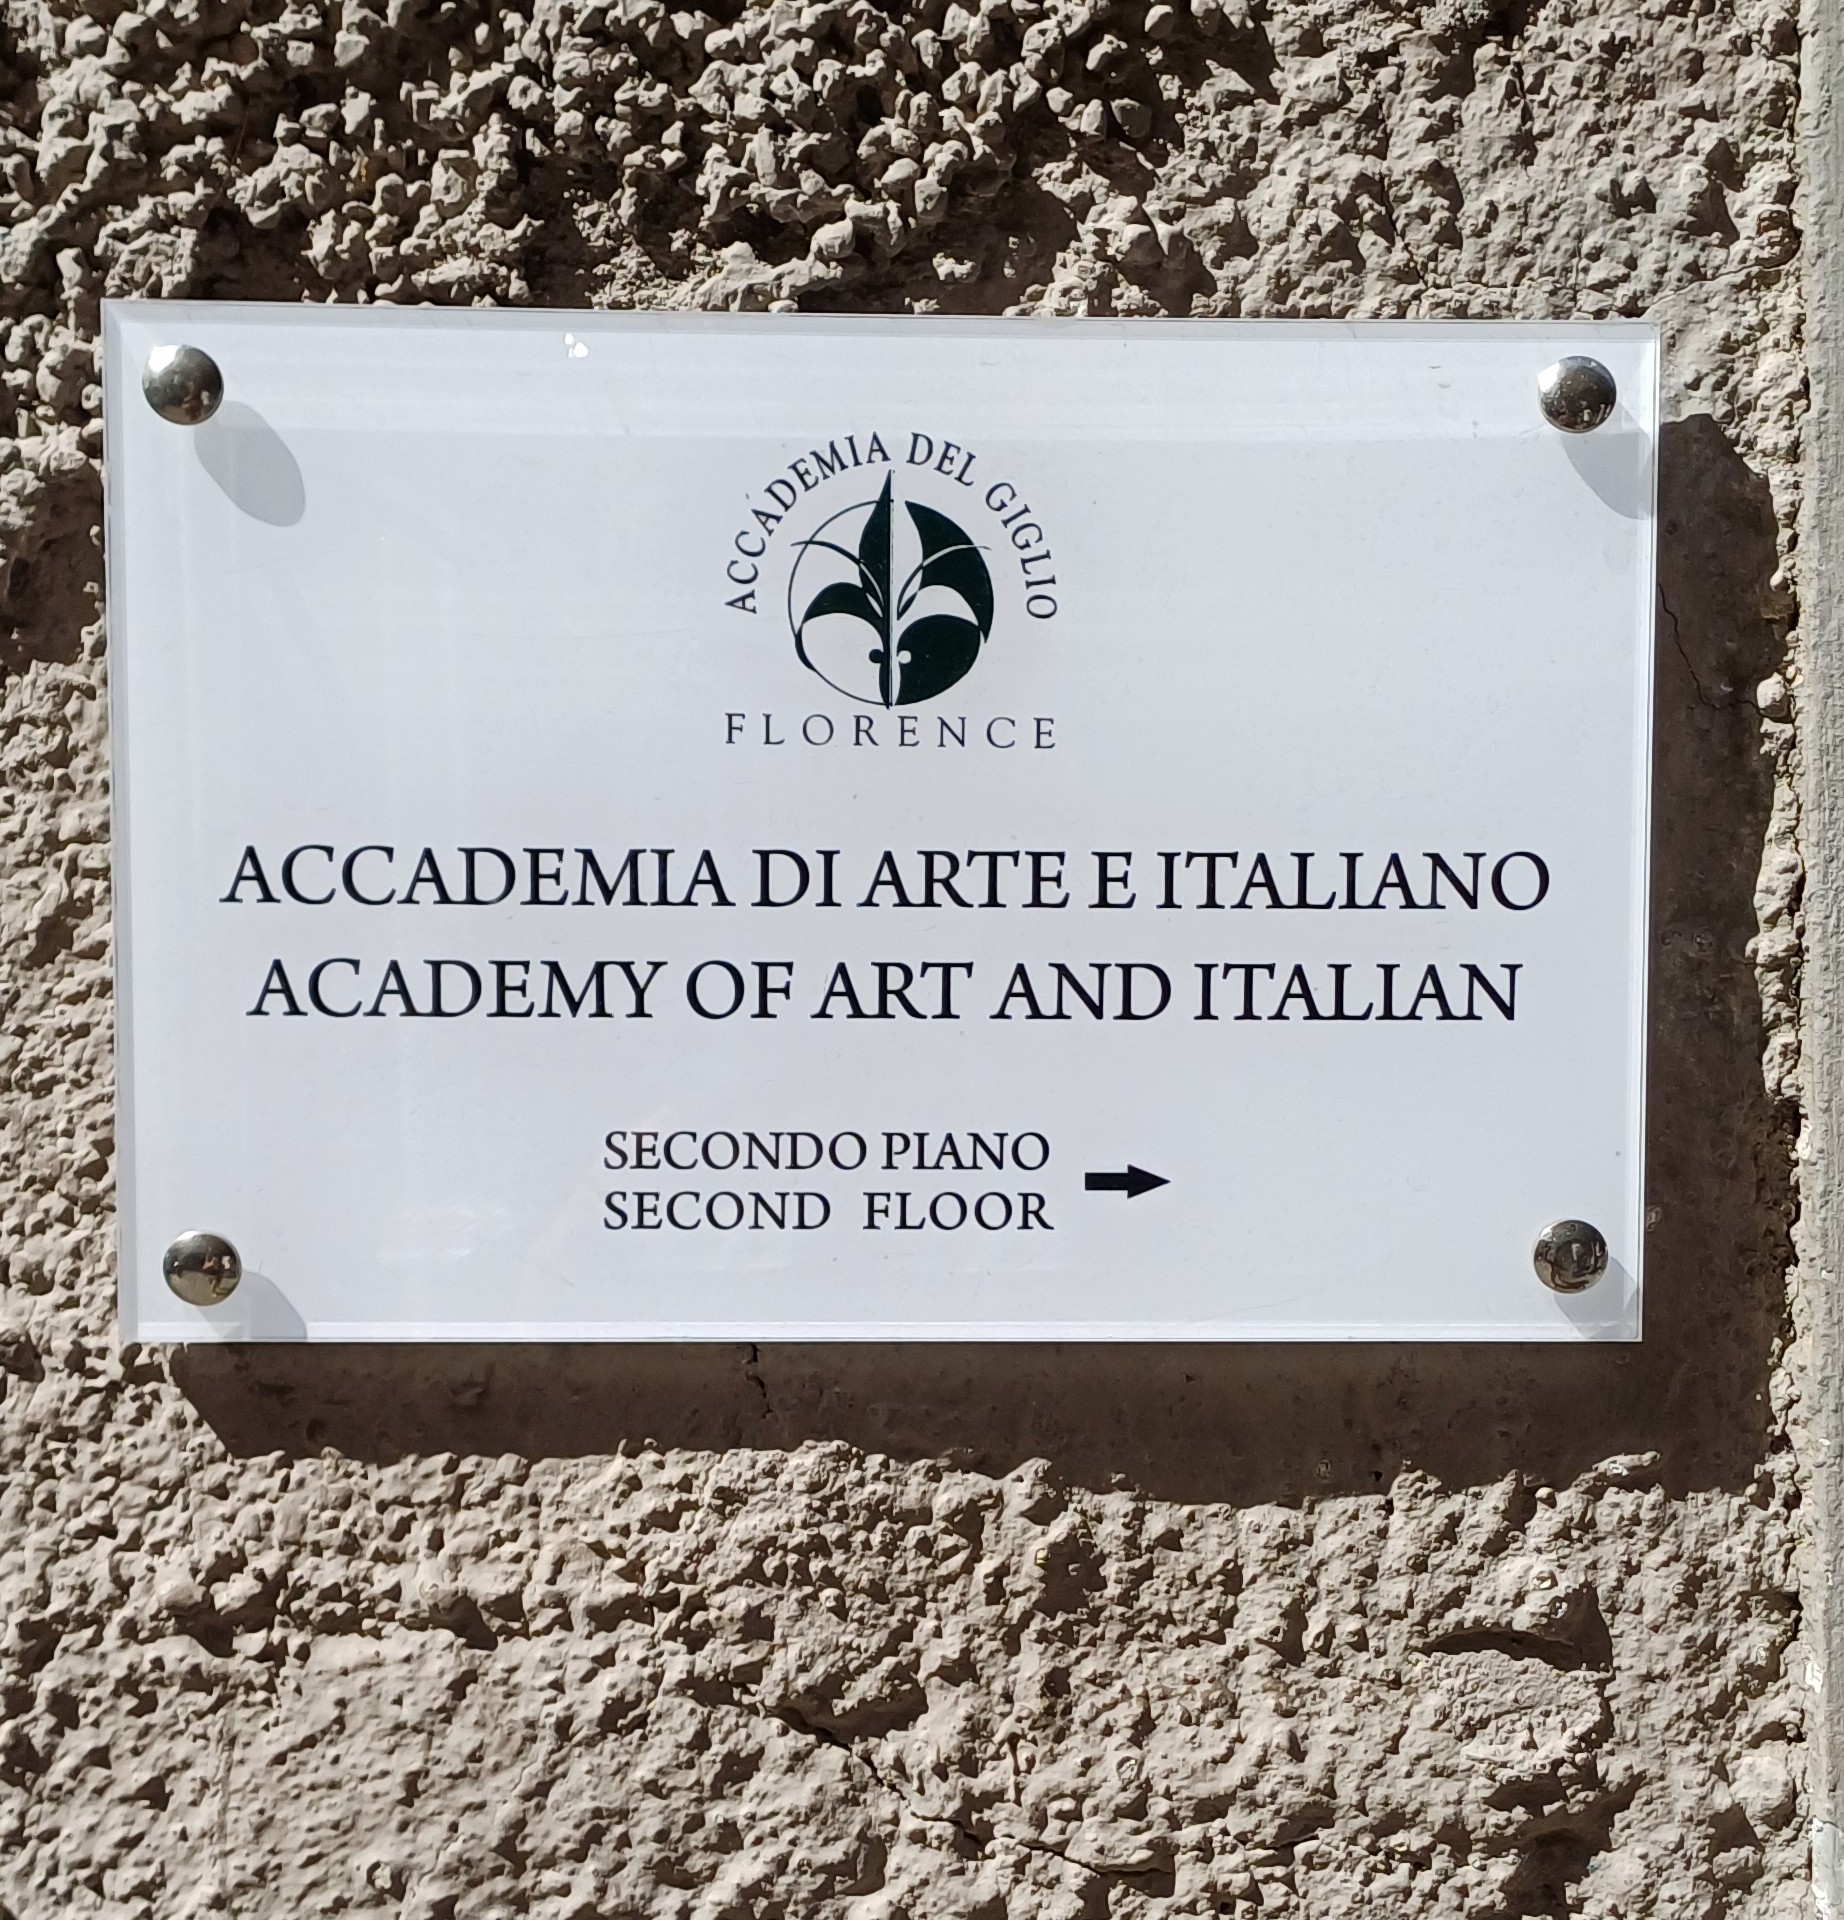 ACCADEMIA DEL GIGLIO
FLORENCE
ACCADEMIA DI ARTE E ITALIANO
ACADEMY OF ART AND ITALIAN
SECONDO PIANO
SECOND FLOOR